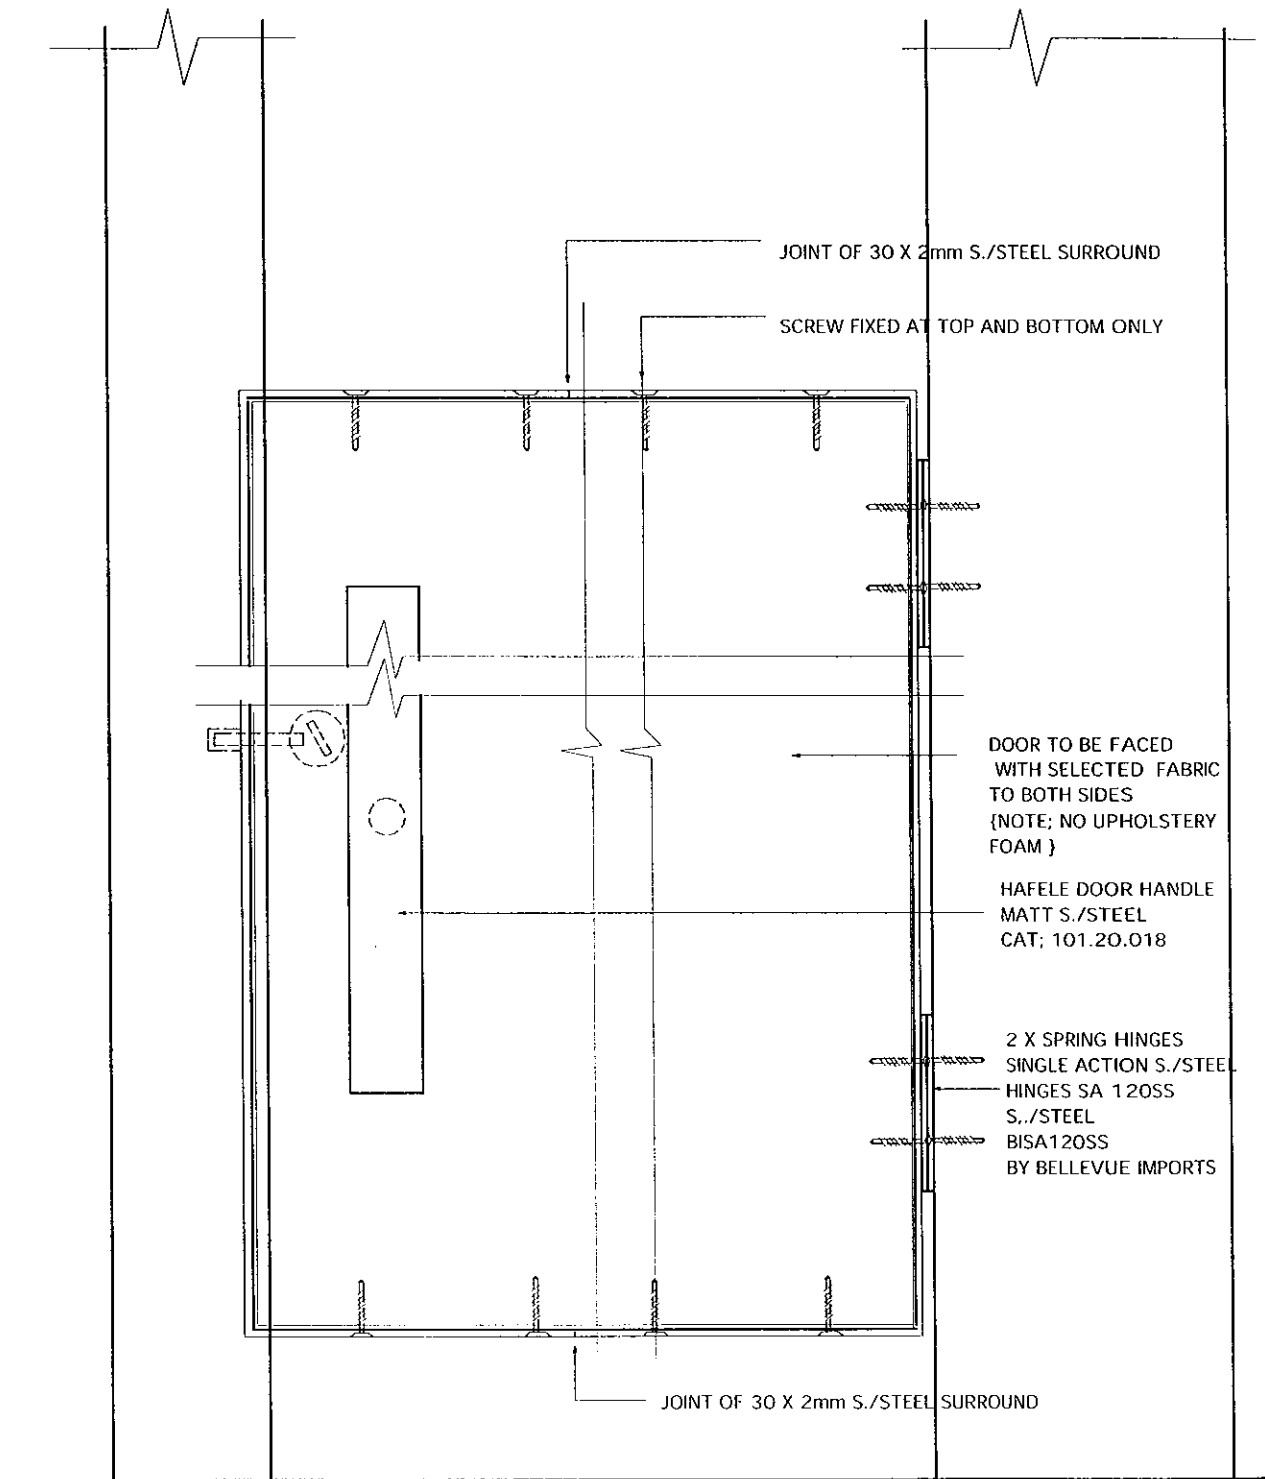 JOINT OF 30 X 2mm S./STEEL SURROUND
SCREW FIXED AT TOP AND BOTTOM ONLY
DOOR TO BE FACED
WITH SELECTED FABRIC
TO BOTH SIDES
{NOTE; NO UPHOLSTERY
FOAM }
HAFELE DOOR HANDLE
MATT S./STEEL
CAT; 101.20.018
2 X SPRING HINGES
SINGLE ACTION S./STEEL
HINGES SA 120SS
S,./STEEL
BISA120SS
BY BELLEVUE IMPORTS
JOINT OF 30 X 2mm S./STEEL SURROUND